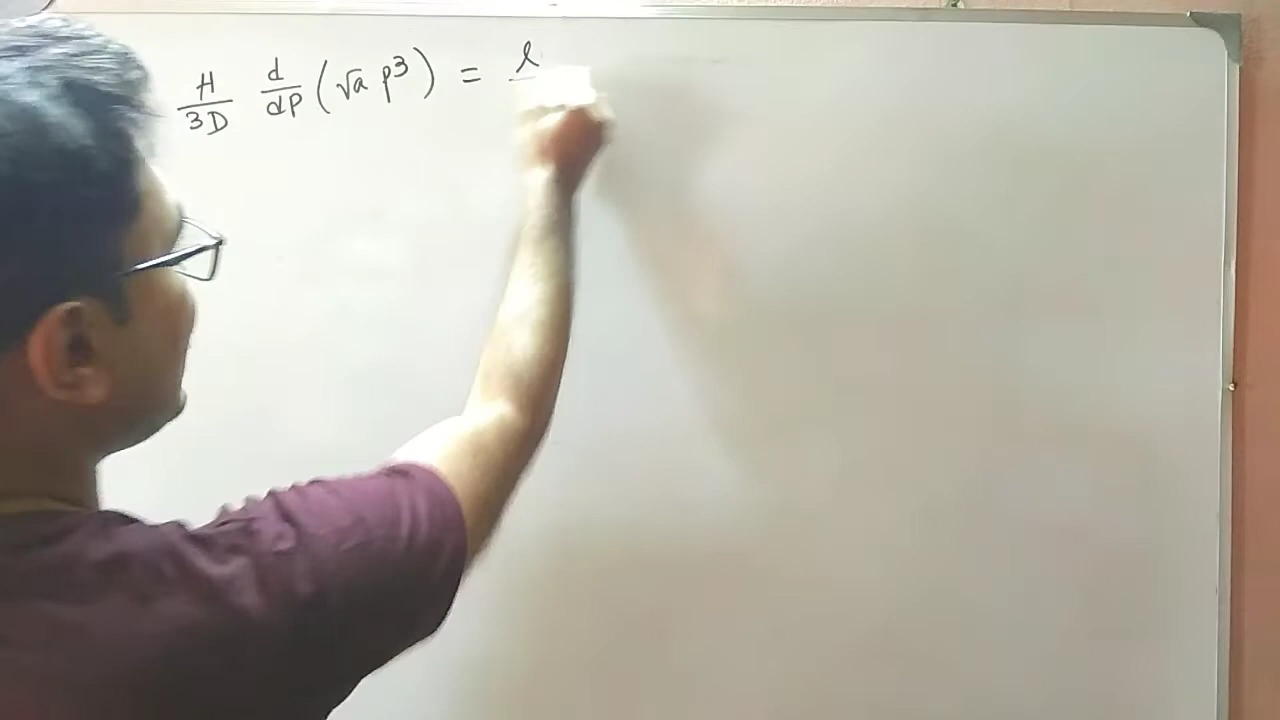 H/3D d/dP (√a p³) = l